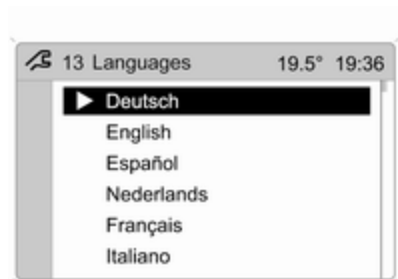 13 Languages 19.5° 19:36
Deutsch
English
Español
Nederlands
Français
Italiano